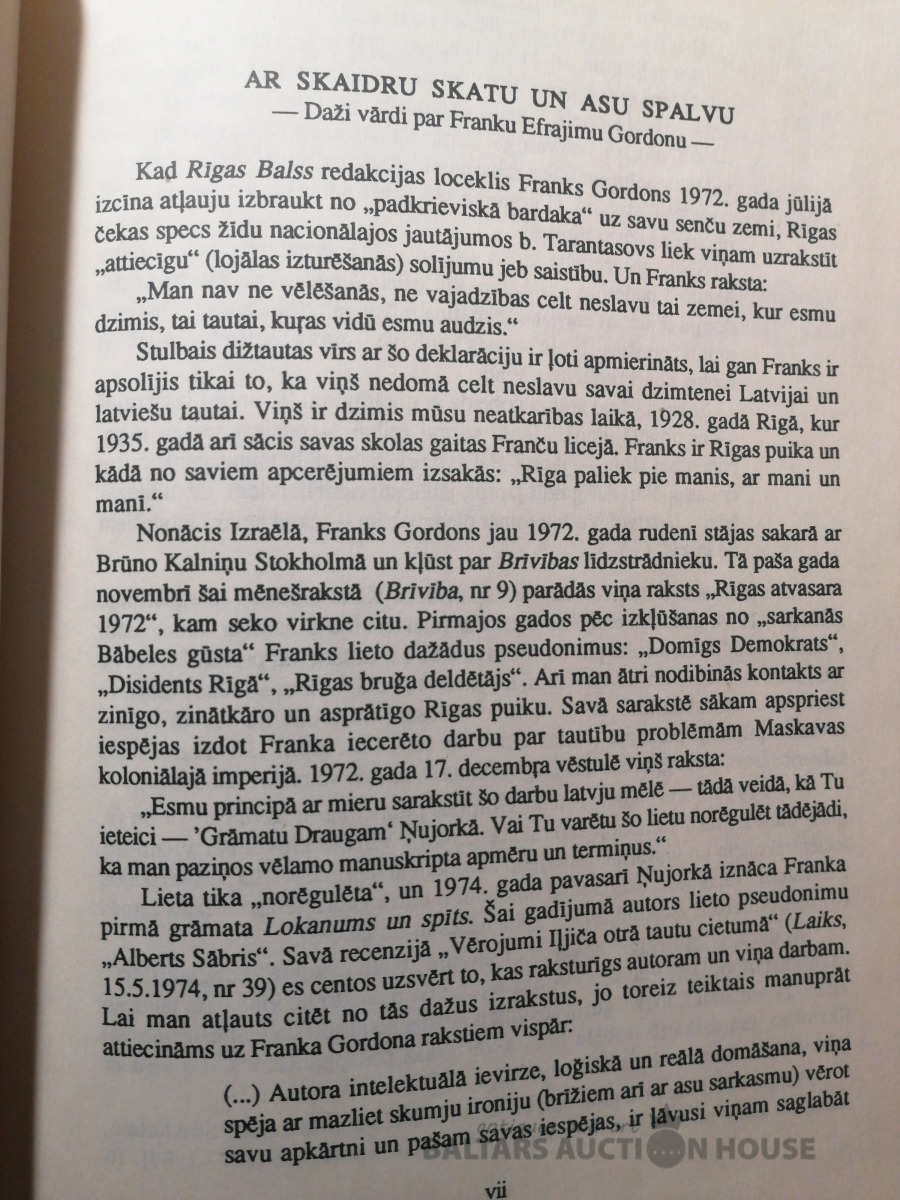 AR SKAIDRU SKATU UN ASU SPALVU
— Daži vārdi par Franku Efrajimu Gordonu —
Kad Rīgas Balss redakcijas loceklis Franks Gordons 1972. gada jūlijā
izcīna atļauju izbraukt no „padkrieviskā bardaka“ uz savu senču zemi, Rīgas
čekas specs žīdu nacionālajos jautājumos b. Tarantasovs liek viņam uzrakstīt
„attiecīgu“ (lojālas izturēšanās) solījumu jeb saistību. Un Franks raksta:
„Man nav ne vēlēšanās, ne vajadzības celt neslavu tai zemei, kur esmu
dzimis, tai tautai, kuŗas vidū esmu audzis.“
Stulbais dižtautas vīrs ar šo deklarāciju ir ļoti apmierināts, lai gan Franks ir
apsolījis tikai to, ka viņš nedomā celt neslavu savai dzimtenei Latvijai un
latviešu tautai. Viņš ir dzimis mūsu neatkarības laikā, 1928. gadā Rīgā, kur
1935. gadā arī sācis savas skolas gaitas Franču licejā. Franks ir Rīgas puika un
kādā no saviem apcerējumiem izsakās: „Rīga paliek pie manis, ar mani un
manī.“
Nonācis Izraēlā, Franks Gordons jau 1972. gada rudenī stājas sakarā ar
Brūno Kalniņu Stokholmā un kļūst par Brīvības līdzstrādnieku. Tā paša gada
novembrī šai mēnešrakstā (Brīvība, nr 9) parādās viņa raksts „Rīgas atvasara
1972“, kam seko virkne citu. Pirmajos gados pēc izkļūšanas no „sarkanās
Bābeles gūsta“ Franks lieto dažādus pseudonimus: „Domīgs Demokrats“,
„Disidents Rīgā“, „Rīgas bruģa deldētājs“. Arī man ātri nodibinās kontakts ar
zinīgo, zinātkāro un asprātīgo Rīgas puiku. Savā sarakstē sākam apspriest
iespējas izdot Franka iecerēto darbu par tautību problēmām Maskavas
koloniālajā imperijā. 1972. gada 17. decembŗa vēstulē viņš raksta:
„Esmu principā ar mieru sarakstīt šo darbu latvju mēlē — tādā veidā, kā Tu
ieteici — ’Grāmatu Draugam‘ Ņujorkā. Vai Tu varētu šo lietu norēgulēt tādējādi,
ka man paziņos vēlamo manuskripta apmēru un termiņus.“
Lieta tika „norēgulēta“, un 1974. gada pavasarī Ņujorkā iznāca Franka
pirmā grāmata Lokanums un spīts. Šai gadījumā autors lieto pseudonimu
„Alberts Sābris“. Savā recenzijā „Vērojumi Iļjiča otrā tautu cietumā“ (Laiks,
15.5.1974, nr 39) es centos uzsvērt to, kas raksturīgs autoram un viņa darbam.
Lai man atļauts citēt no tās dažus izrakstus, jo toreiz teiktais manuprāt
attiecināms uz Franka Gordona rakstiem vispār:
(...) Autora intelektuālā ievirze, loģiskā un reālā domāšana, viņa
spēja ar mazliet skumju ironiju (brīžiem arī ar asu sarkasmu) vērot
savu apkārtni un pašam savas iespējas, ir ļāvusi viņam saglabāt
BALTARS AUCTION HOUSE
vii